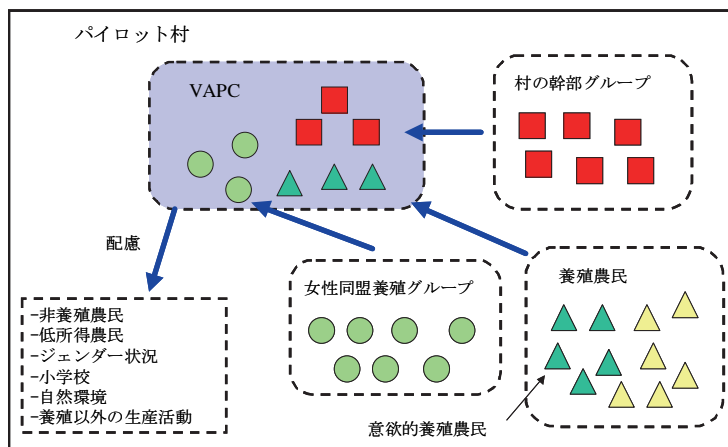 パイロット村
VAPC
村の幹部グループ
配慮
女性同盟養殖グループ
養殖農民
-非養殖農民
-低所得農民
-ジェンダー状況
-小学校
-自然環境
-養殖以外の生産活動
意欲的養殖農民